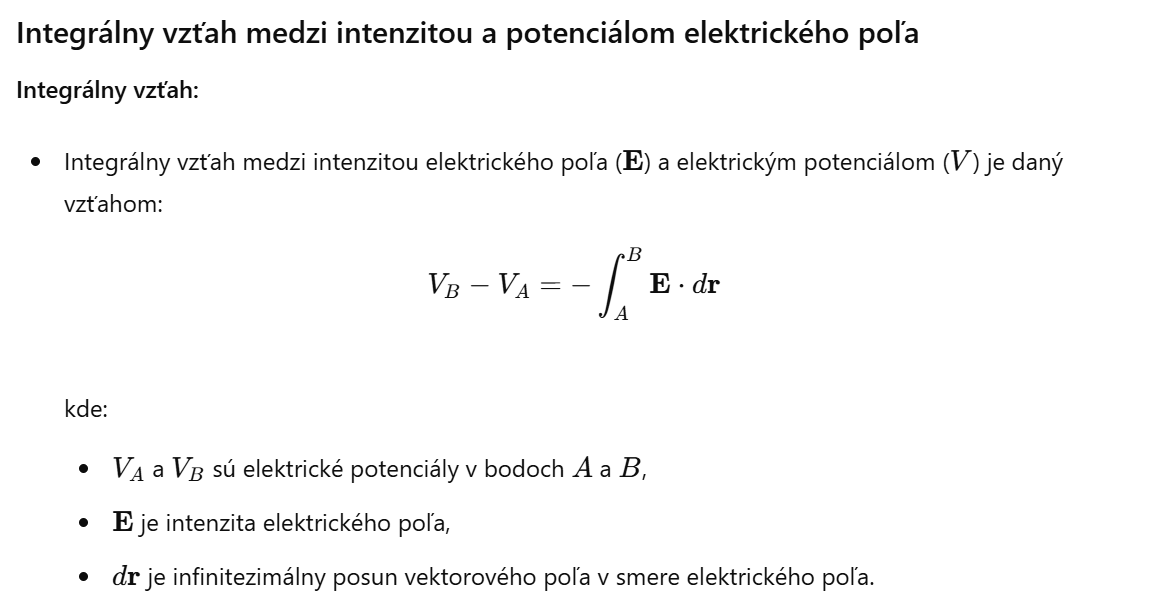 Integrálny vzťah medzi intenzitou a potenciálom elektrického poľa
Integrálny vzťah:
• Integrálny vzťah medzi intenzitou elektrického poľa (E) a elektrickým potenciálom (V) je daný
vzťahom:
V_B − V_A = −∫_A^B E · dr
kde:
• V_A a V_B sú elektrické potenciály v bodoch A a B,
• E je intenzita elektrického poľa,
• dr je infinitezimálny posun vektorového poľa v smere elektrického poľa.